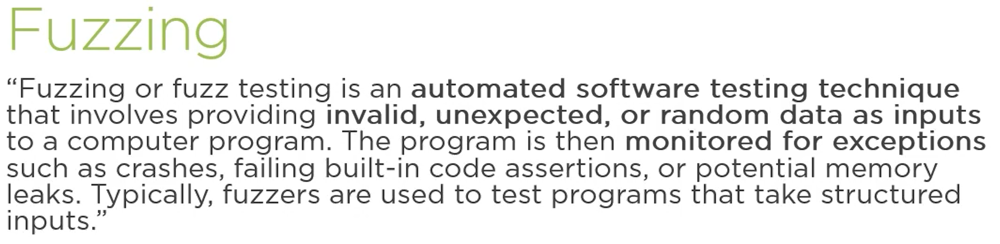 Fuzzing
“Fuzzing or fuzz testing is an automated software testing technique
that involves providing invalid, unexpected, or random data as inputs
to a computer program. The program is then monitored for exceptions
such as crashes, failing built-in code assertions, or potential memory
leaks. Typically, fuzzers are used to test programs that take structured
inputs.”